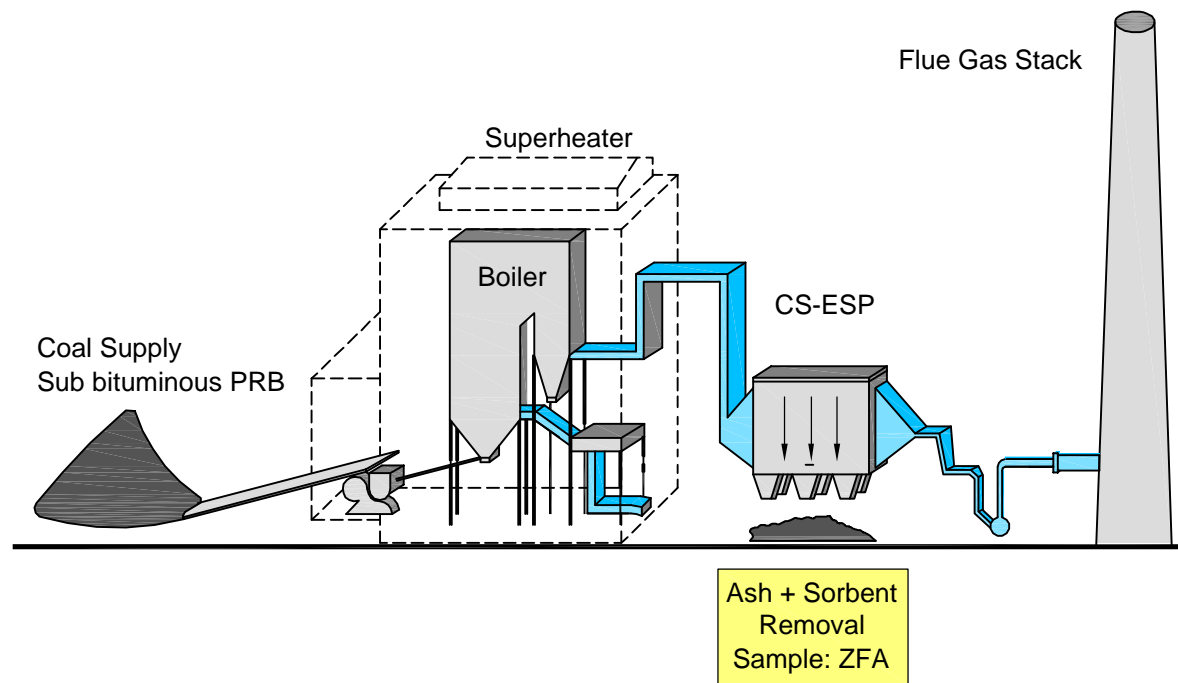 Flue Gas Stack
Superheater
Boiler
CS-ESP
Coal Supply
Sub bituminous PRB
Ash + Sorbent
Removal
Sample: ZFA